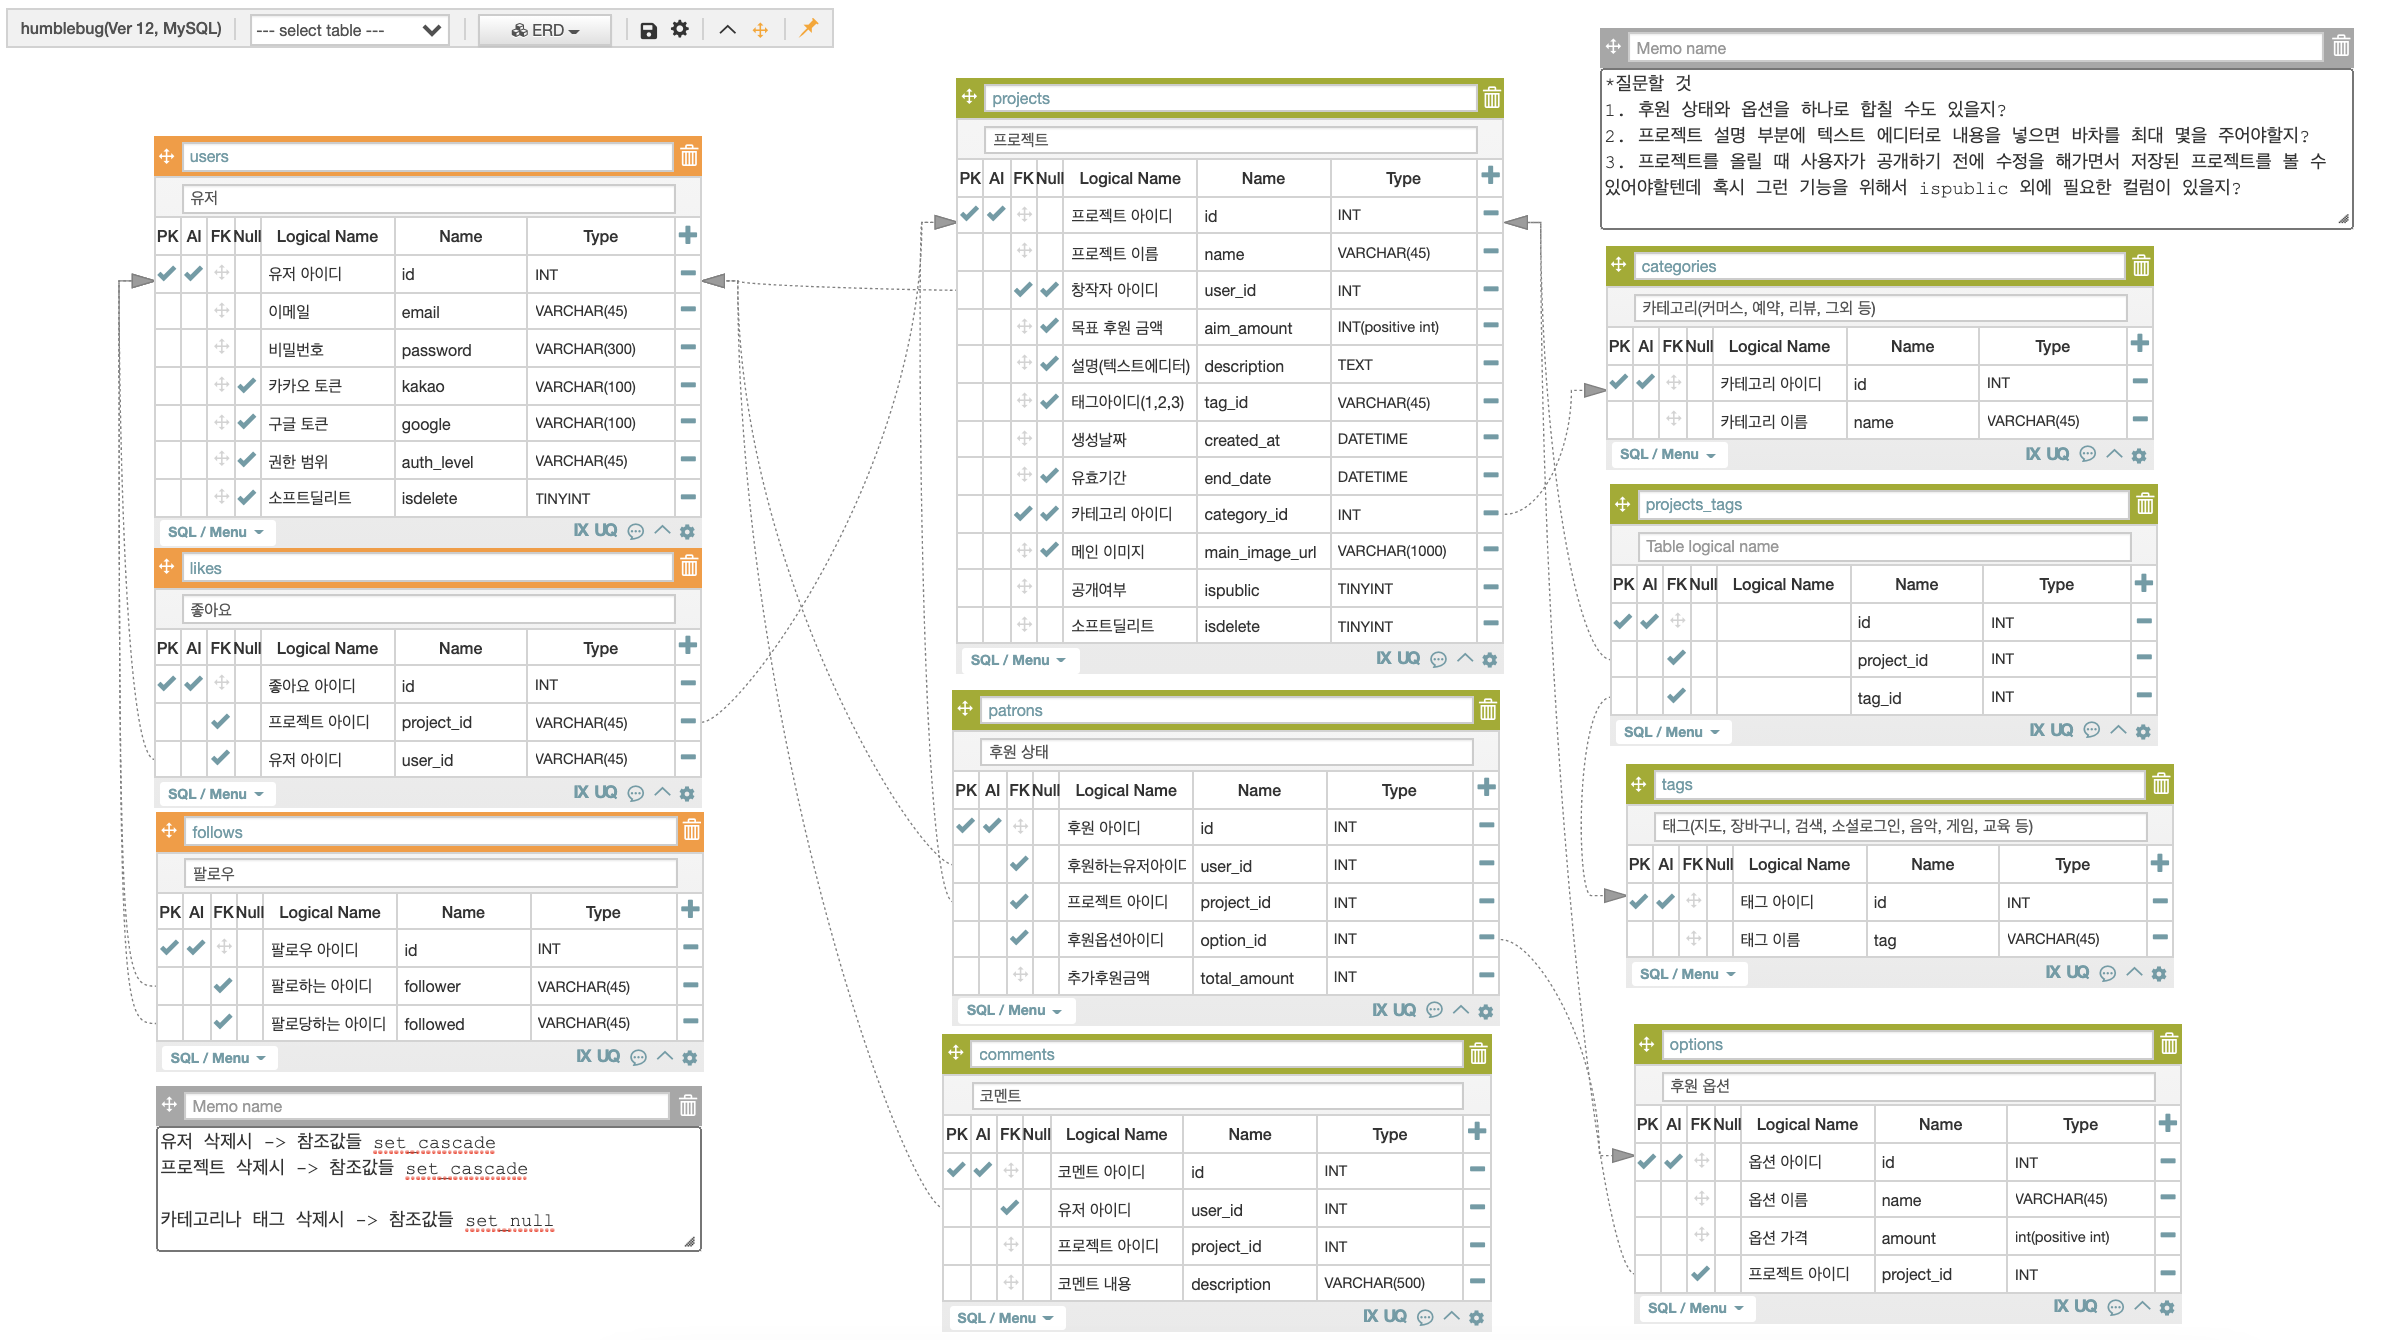 humblebug(Ver 12, MySQL) --- select table --- ERD
users
유저
PK AI FK Null Logical Name Name Type
유저 아이디 id INT
이메일 email VARCHAR(45)
비밀번호 password VARCHAR(300)
카카오 토큰 kakao VARCHAR(100)
구글 토큰 google VARCHAR(100)
권한 범위 auth_level VARCHAR(45)
소프트딜리트 isdelete TINYINT
SQL / Menu IX UQ
likes
좋아요
PK AI FK Null Logical Name Name Type
좋아요 아이디 id INT
프로젝트 아이디 project_id VARCHAR(45)
유저 아이디 user_id VARCHAR(45)
SQL / Menu IX UQ
follows
팔로우
PK AI FK Null Logical Name Name Type
팔로우 아이디 id INT
팔로하는 아이디 follower VARCHAR(45)
팔로당하는 아이디 followed VARCHAR(45)
SQL / Menu IX UQ
Memo name
유저 삭제시 -> 참조값들 set_cascade
프로젝트 삭제시 -> 참조값들 set_cascade
카테고리나 태그 삭제시 -> 참조값들 set_null
projects
프로젝트
PK AI FK Null Logical Name Name Type
프로젝트 아이디 id INT
프로젝트 이름 name VARCHAR(45)
창작자 아이디 user_id INT
목표 후원 금액 aim_amount INT(positive int)
설명(텍스트에디터) description TEXT
태그아이디(1,2,3) tag_id VARCHAR(45)
생성날짜 created_at DATETIME
유효기간 end_date DATETIME
카테고리 아이디 category_id INT
메인 이미지 main_image_url VARCHAR(1000)
공개여부 ispublic TINYINT
소프트딜리트 isdelete TINYINT
SQL / Menu IX UQ
patrons
후원 상태
PK AI FK Null Logical Name Name Type
후원 아이디 id INT
후원하는유저아이디 user_id INT
프로젝트 아이디 project_id INT
후원옵션아이디 option_id INT
추가후원금액 total_amount INT
SQL / Menu IX UQ
comments
코멘트
PK AI FK Null Logical Name Name Type
코멘트 아이디 id INT
유저 아이디 user_id INT
프로젝트 아이디 project_id INT
코멘트 내용 description VARCHAR(500)
SQL / Menu IX UQ
Memo name
*질문할 것
1. 후원 상태와 옵션을 하나로 합칠 수도 있을지?
2. 프로젝트 설명 부분에 텍스트 에디터로 내용을 넣으면 바차를 최대 몇을 주어야할지?
3. 프로젝트를 올릴 때 사용자가 공개하기 전에 수정을 해가면서 저장된 프로젝트를 볼 수
있어야할텐데 혹시 그런 기능을 위해서 ispublic 외에 필요한 컬럼이 있을지?
categories
카테고리(커머스, 예약, 리뷰, 그외 등)
PK AI FK Null Logical Name Name Type
카테고리 아이디 id INT
카테고리 이름 name VARCHAR(45)
SQL / Menu IX UQ
projects_tags
Table logical name
PK AI FK Null Logical Name Name Type
id INT
project_id INT
tag_id INT
SQL / Menu IX UQ
tags
태그(지도, 장바구니, 검색, 소셜로그인, 음악, 게임, 교육 등)
PK AI FK Null Logical Name Name Type
태그 아이디 id INT
태그 이름 tag VARCHAR(45)
SQL / Menu IX UQ
options
후원 옵션
PK AI FK Null Logical Name Name Type
옵션 아이디 id INT
옵션 이름 name VARCHAR(45)
옵션 가격 amount int(positive int)
프로젝트 아이디 project_id INT
SQL / Menu IX UQ